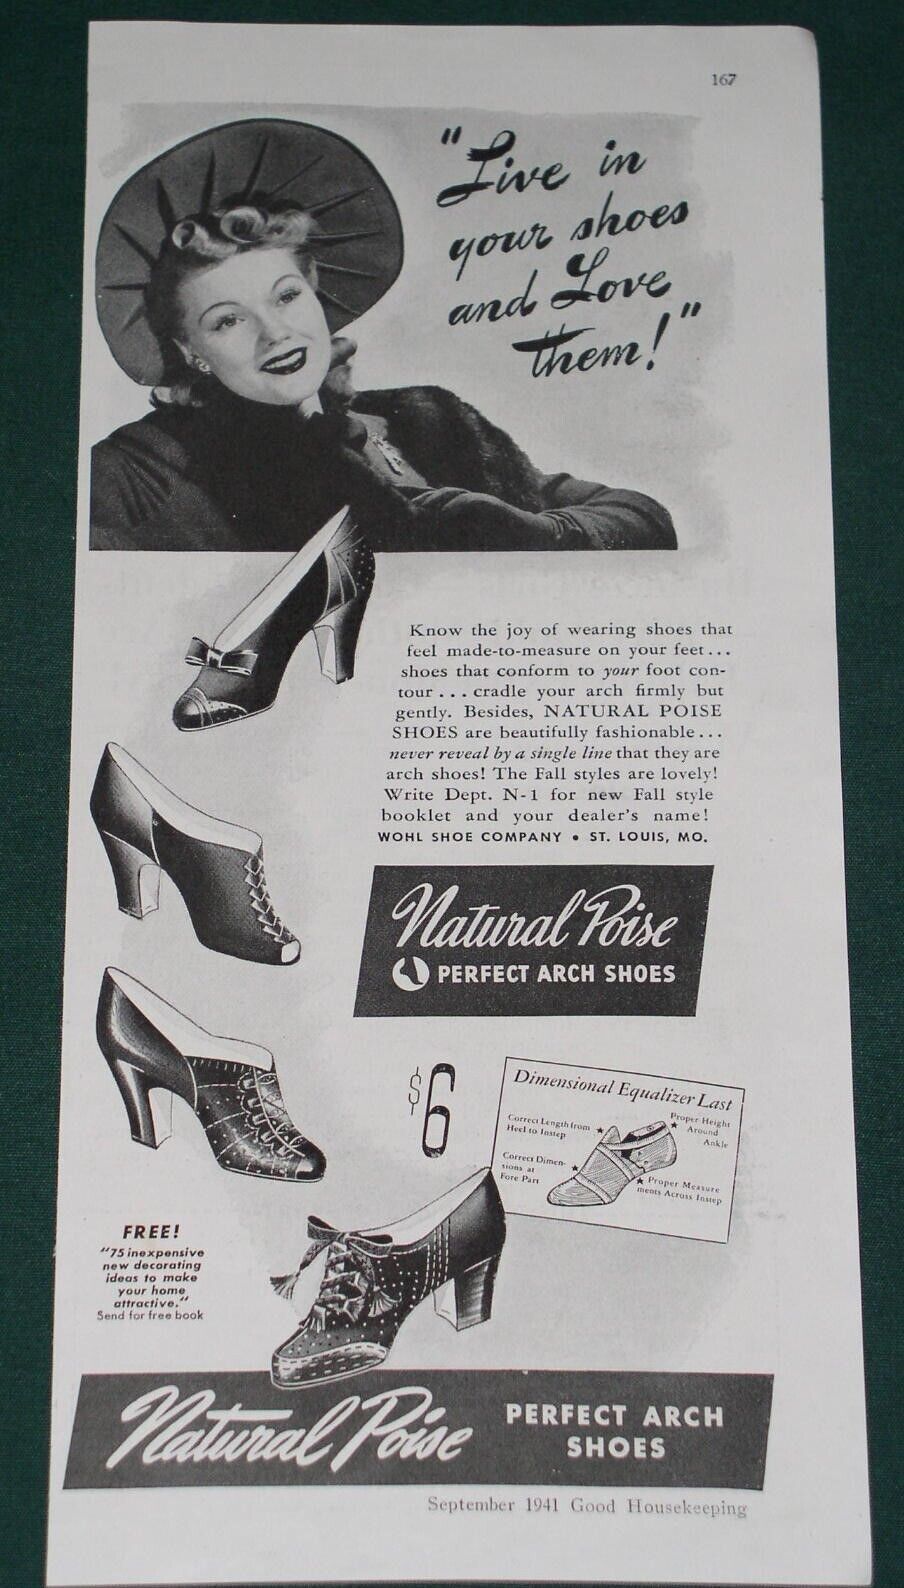 167
"Live in
your shoes
and Love
them!"
Know the joy of wearing shoes that
feel made-to-measure on your feet...
shoes that conform to your foot con-
tour ... cradle your arch firmly but
gently. Besides, NATURAL POISE
SHOES are beautifully fashionable...
never reveal by a single line that they are
arch shoes! The Fall styles are lovely!
Write Dept. N-1 for new Fall style
booklet and your dealer's name!
WOHL SHOE COMPANY • ST. LOUIS, MO.
Natural Poise
PERFECT ARCH SHOES
$6
Dimensional Equalizer Last
Correct Length from
Heel to Instep
Proper Height
Around
Ankle
Correct Dimen-
sions at
Fore Part
Proper Measure
ments Across Instep
FREE!
"75 inexpensive
new decorating
ideas to make
your home
attractive."
Send for free book
Natural Poise
PERFECT ARCH
SHOES
September 1941 Good Housekeeping